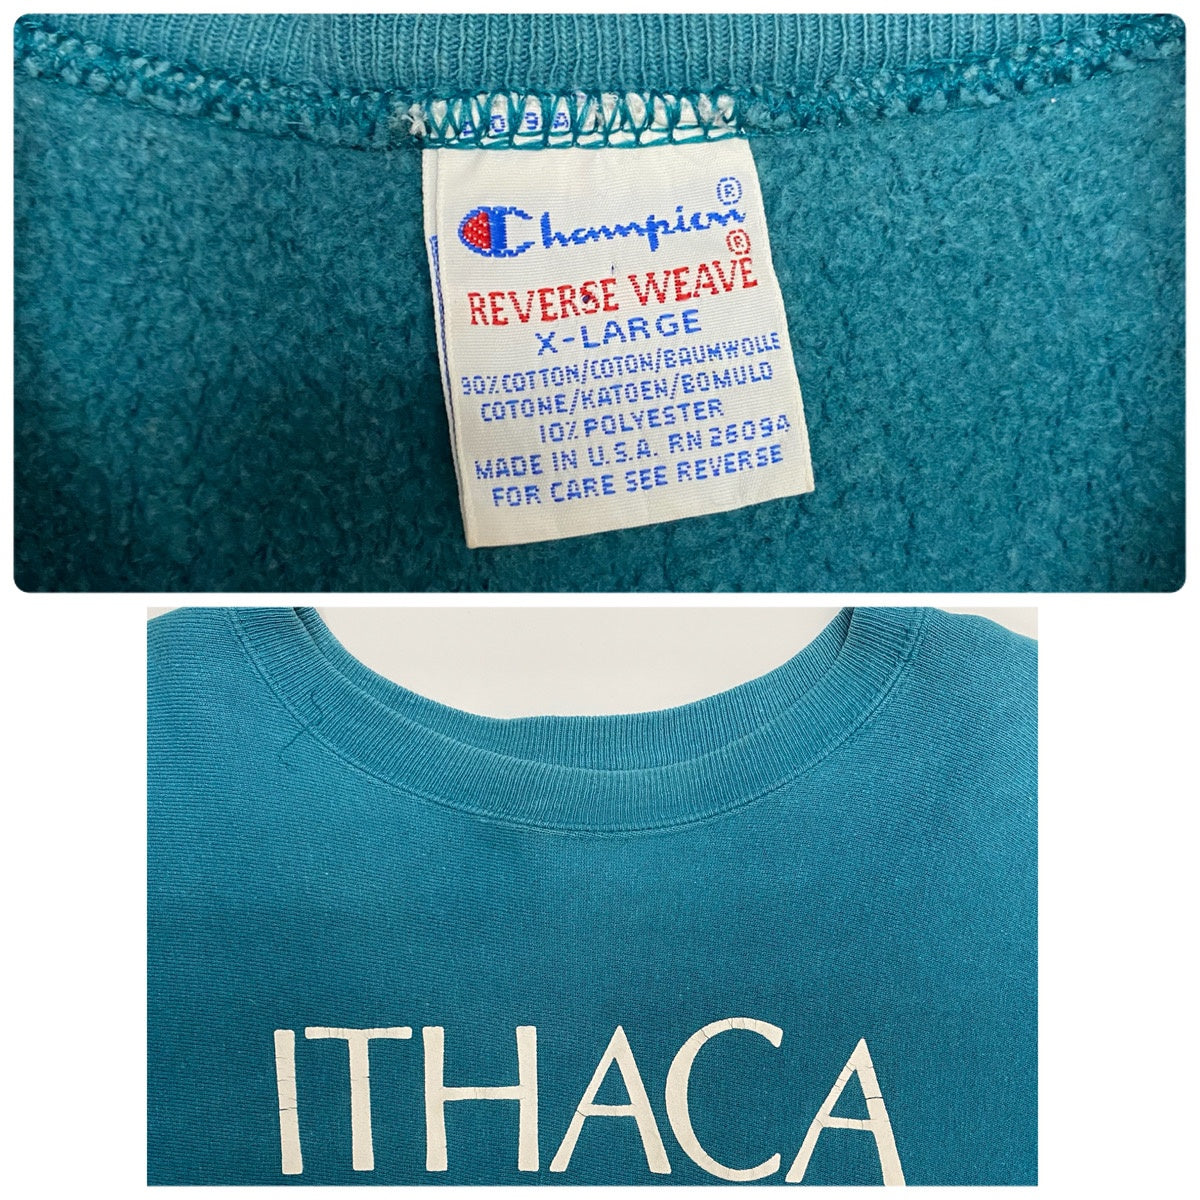 609A
Champion®
REVERSE WEAVE®
X-LARGE
90% COTTON/COTON/BAUMWOLLE
COTONE/KATOEN/BOMULD
10% POLYESTER
MADE IN U.S.A. RN 26094
FOR CARE SEE REVERSE
ITHACA